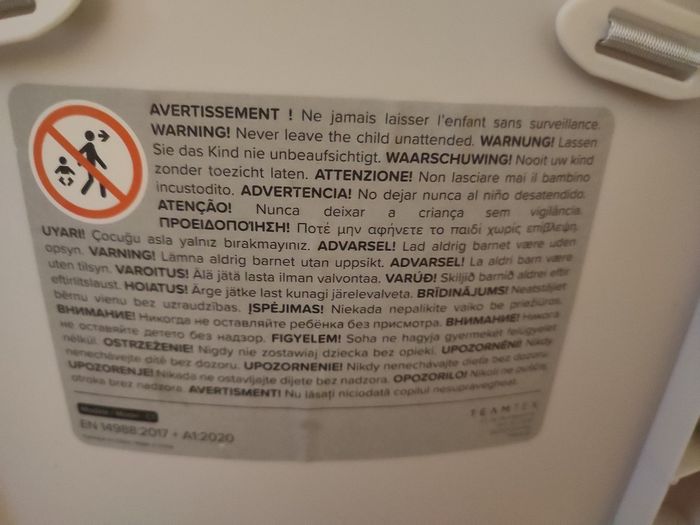 AVERTISSEMENT ! Ne jamais laisser l'enfant sans surveillance.
WARNING! Never leave the child unattended. WARNUNG! Lassen
Sie das Kind nie unbeaufsichtigt. WAARSCHUWING! Nooit uw kind
zonder toezicht laten. ATTENZIONE! Non lasciare mai il bambino
incustodito. ADVERTENCIA! No dejar nunca al niño desatendido.
ATENÇÃO! Nunca deixar a criança sem vigilância.
ΠΡΟΕΙΔΟΠΟΊΗΣΗ! Ποτέ μην αφήνετε το παιδί χωρίς επίβλεψη.
UYARI! Çocuğu asla yalnız bırakmayınız. ADVARSEL! Lad aldrig barnet være uden
opsyn. VARNING! Lämna aldrig barnet utan uppsikt. ADVARSEL! La aldri barn være
uten tilsyn. VAROITUS! Älä jätä lasta ilman valvontaa. VARÚÐ! Skiljið barnið aldrei eftir
eftirlitslaust. HOIATUS! Ärge jätke last kunagi järelevalveta. BRĪDINĀJUMS! Neatstājiet
bērnu vienu bez uzraudzības. ĮSPĖJIMAS! Niekada nepalikite vaiko be priežiūros.
ВНИМАНИЕ! Никогда не оставляйте ребёнка без присмотра. ВНИМАНИЕ! Никога
не оставяйте детето без надзор. FIGYELEM! Soha ne hagyja gyermekét felügyelet
nélkül. OSTRZEŻENIE! Nigdy nie zostawiaj dziecka bez opieki. UPOZORNĚNÍ! Nikdy
nenechávejte dítě bez dozoru. UPOZORNENIE! Nikdy nenechávejte dieťa bez dozoru.
UPOZORENJE! Nikada ne ostavljajte dijete bez nadzora. OPOZORILO! Nikoli ne pustite
otroka brez nadzora. AVERTISMENT! Nu lăsați niciodată copilul nesupravegheat.
Modèle / Model :
TEAMTEX
EN 14988:2017 + A1:2020